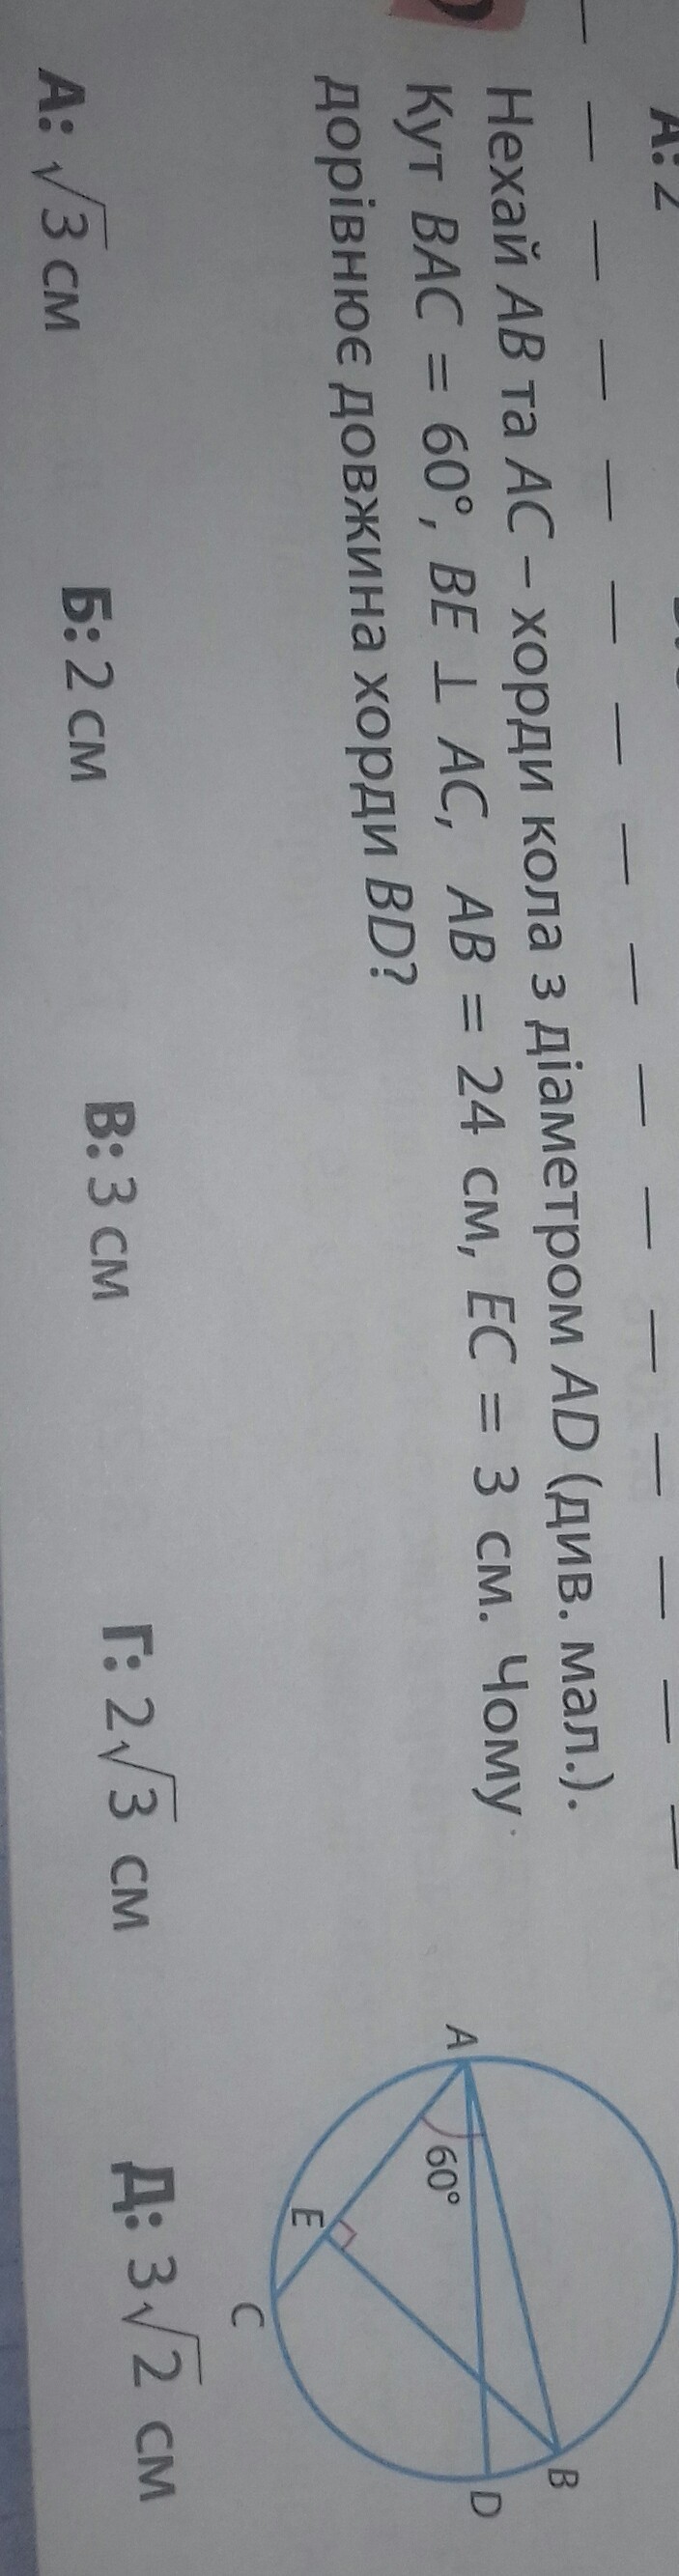 А: 2
Нехай AB та AC – хорди кола з діаметром AD (див. мал.).
Кут BAC = 60°, BE ⊥ AC, AB = 24 см, EC = 3 см. Чому
дорівнює довжина хорди BD?
A
60°
E
C
B
D
А: √3 см
Б: 2 см
В: 3 см
Г: 2√3 см
Д: 3√2 см